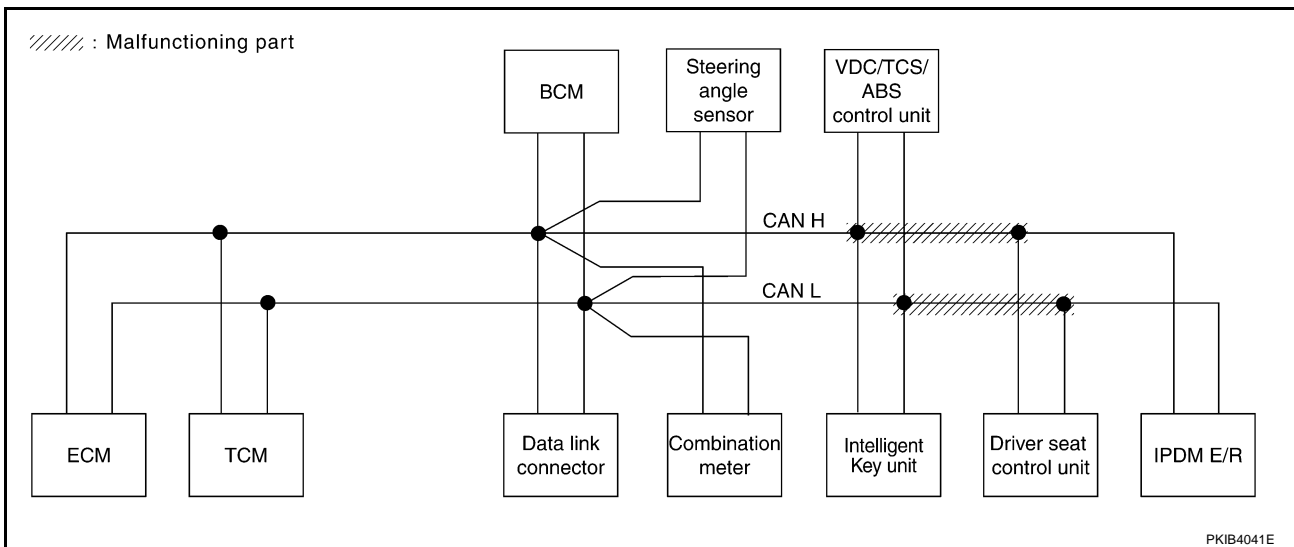 : Malfunctioning part
BCM
Steering
angle
sensor
VDC/TCS/
ABS
control unit
CAN H
CAN L
ECM
TCM
Data link
connector
Combination
meter
Intelligent
Key unit
Driver seat
control unit
IPDM E/R
PKIB4041E